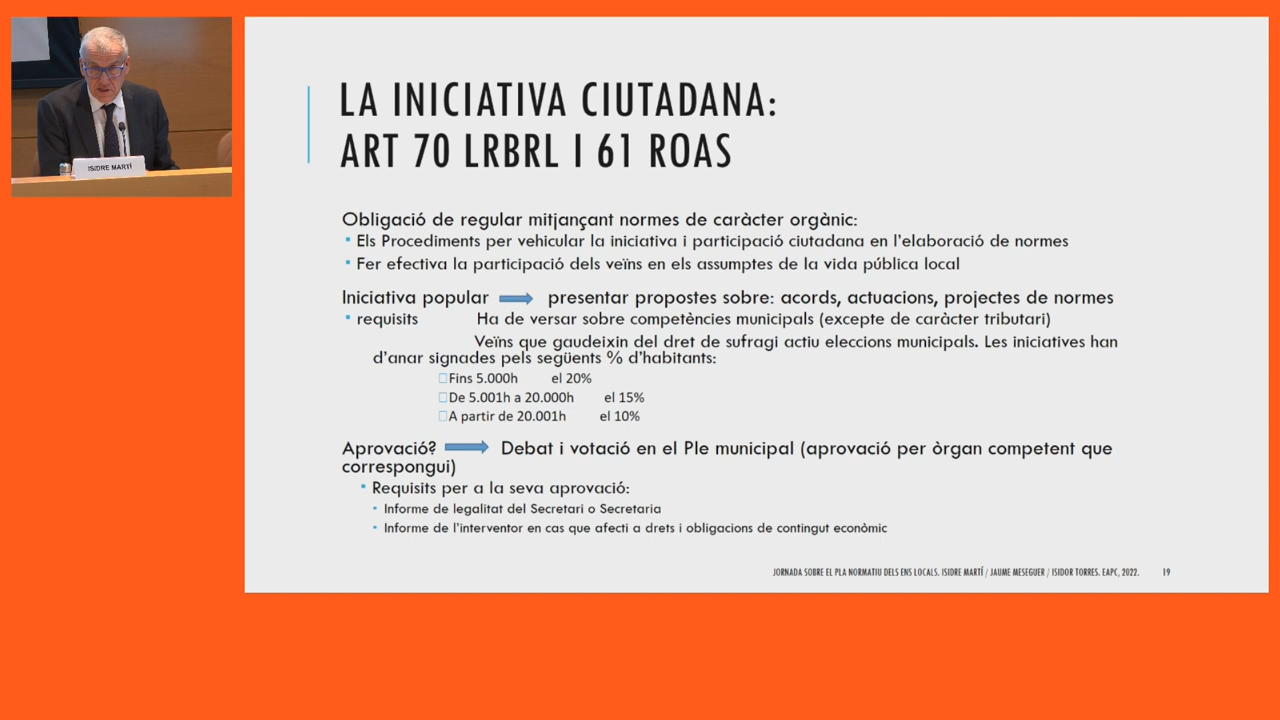 ISIDRE MARTÍ
LA INICIATIVA CIUTADANA:
ART 70 LRBRL I 61 ROAS
Obligació de regular mitjançant normes de caràcter orgànic:
Els Procediments per vehicular la iniciativa i participació ciutadana en l'elaboració de normes
Fer efectiva la participació dels veïns en els assumptes de la vida pública local
Iniciativa popular presentar propostes sobre: acords, actuacions, projectes de normes
requisits Ha de versar sobre competències municipals (excepte de caràcter tributari)
Veïns que gaudeixin del dret de sufragi actiu eleccions municipals. Les iniciatives han
d'anar signades pels següents % d'habitants:
Fins 5.000h el 20%
De 5.001h a 20.000h el 15%
A partir de 20.001h el 10%
Aprovació? Debat i votació en el Ple municipal (aprovació per òrgan competent que
correspongui)
Requisits per a la seva aprovació:
Informe de legalitat del Secretari o Secretaria
Informe de l'interventor en cas que afecti a drets i obligacions de contingut econòmic
JORNADA SOBRE EL PLA NORMATIU DELS ENS LOCALS. ISIDRE MARTÍ / JAUME MESEGUER / ISIDOR TORRES. EAPC, 2022. 19